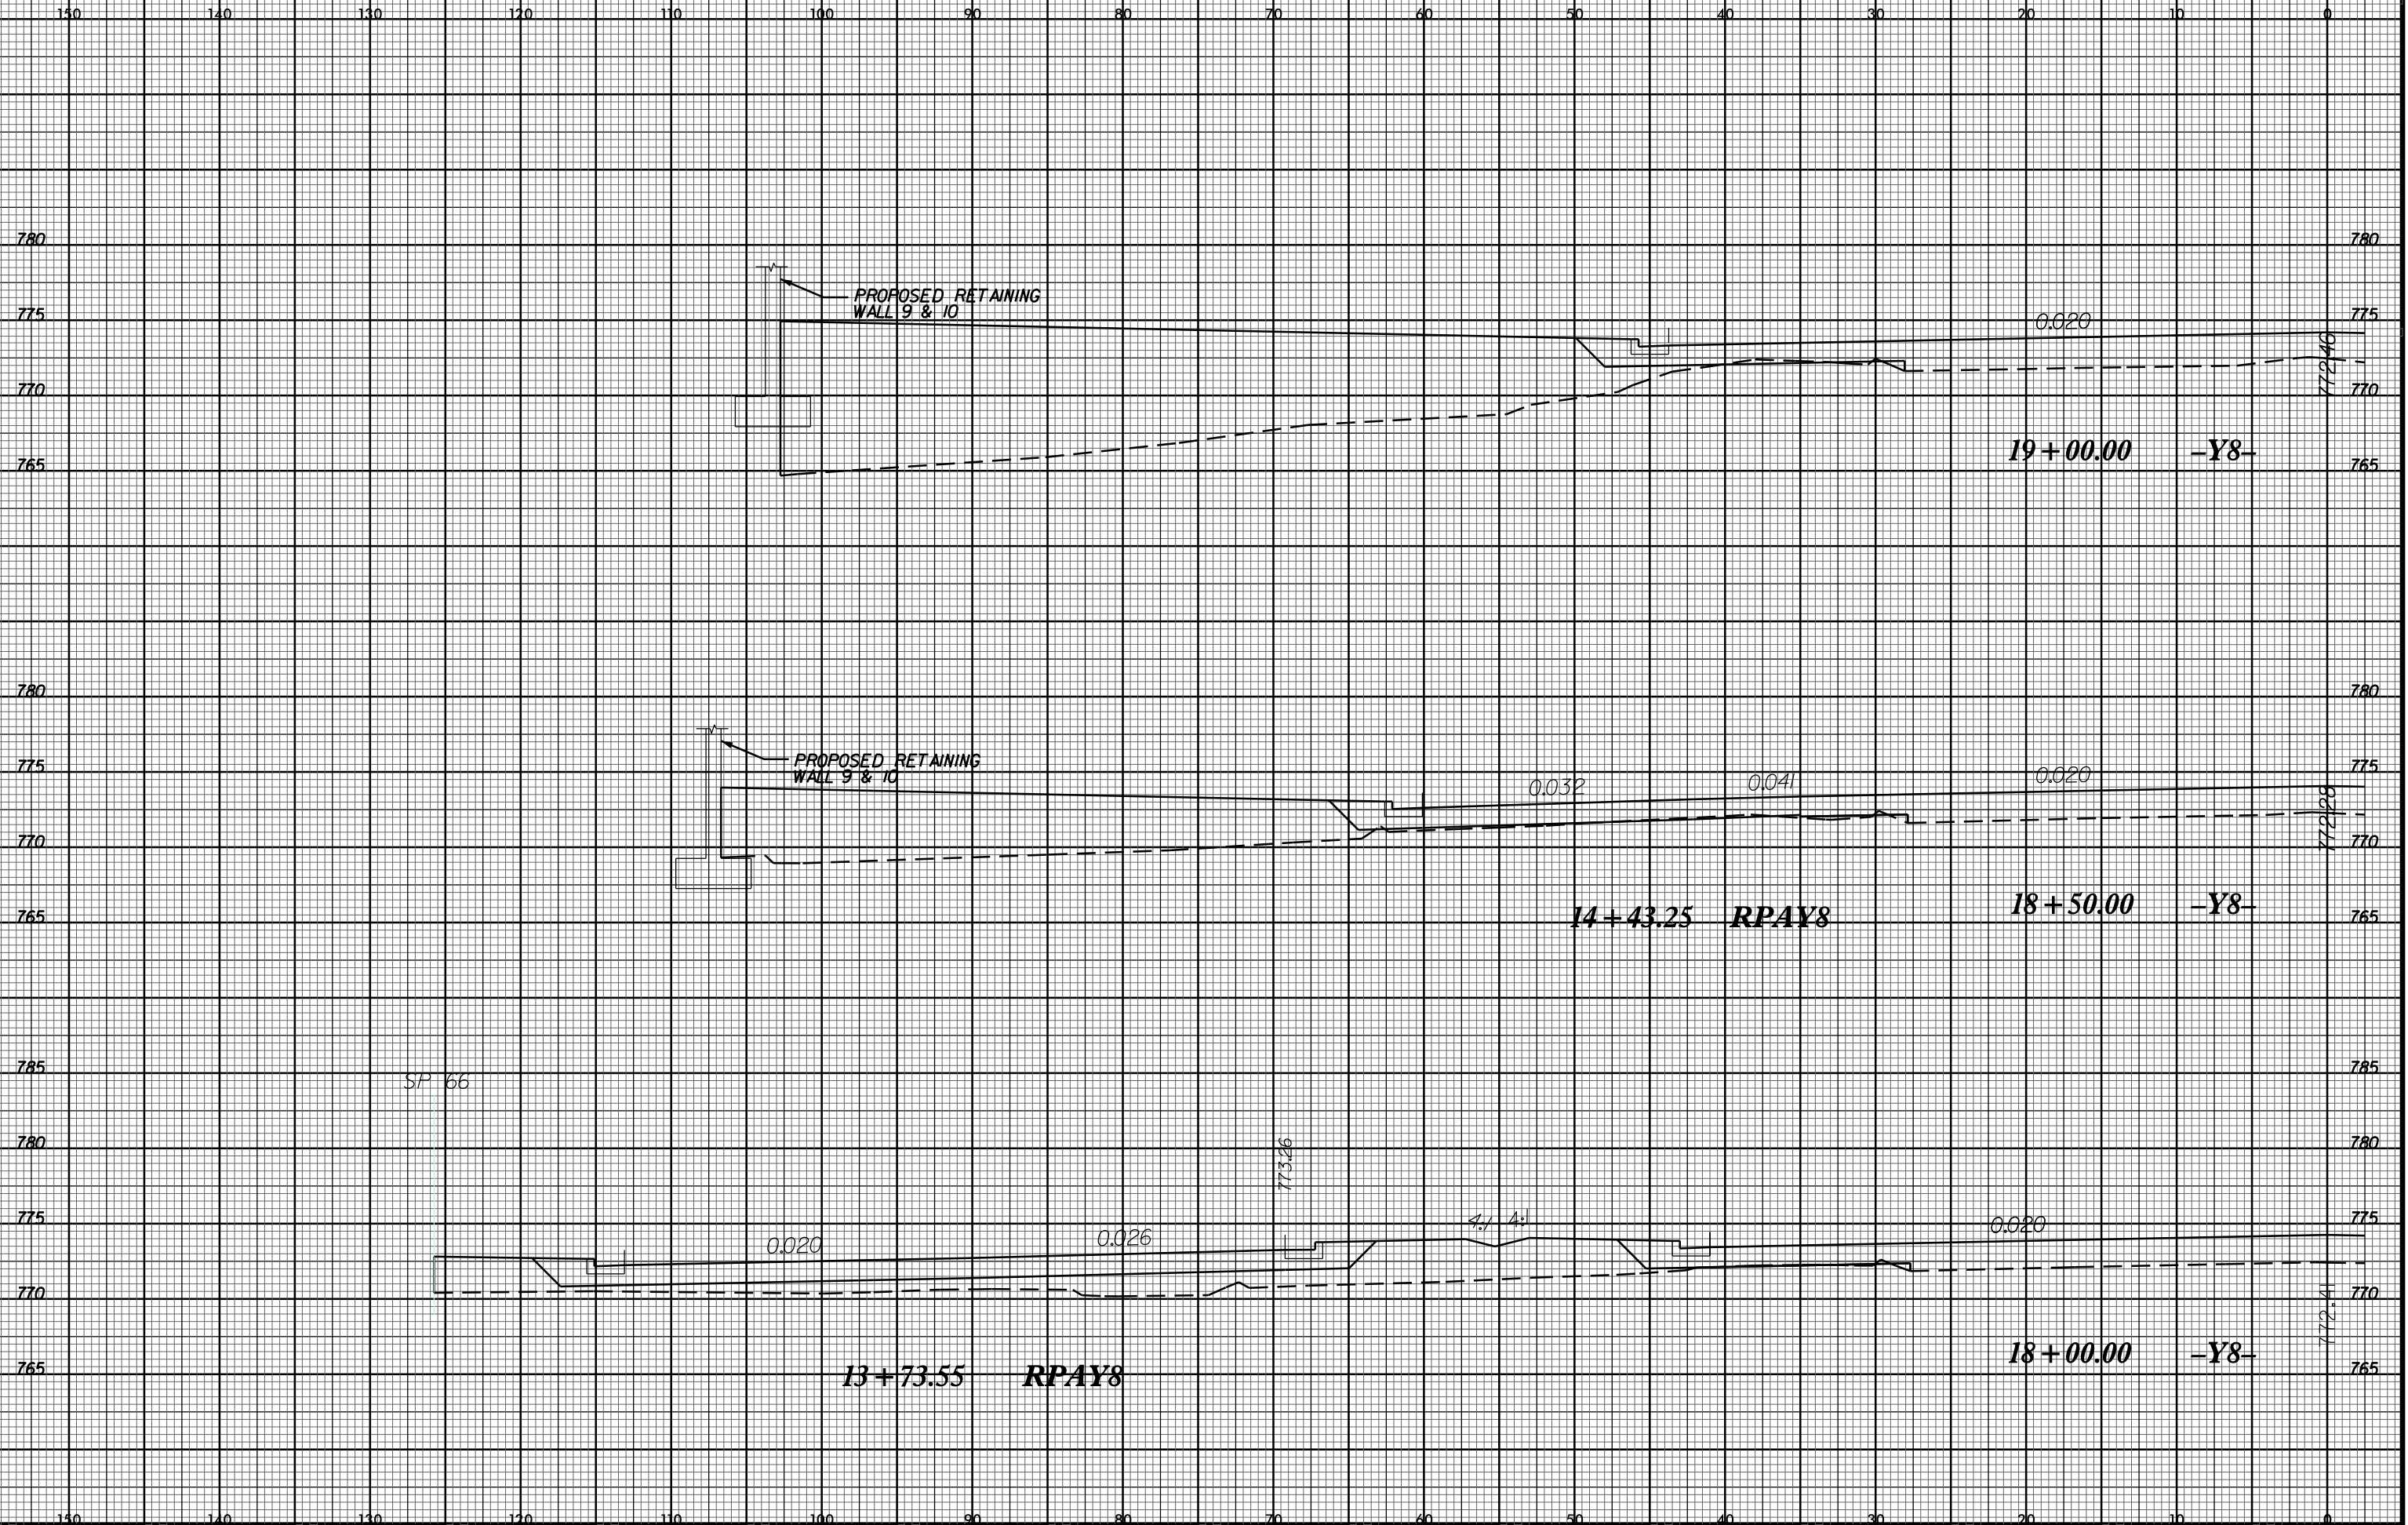 150 140 130 120 110 100 90 80 70 60 50 40 30 20 10 0
780 780
PROPOSED RETAINING
WALL 9 & 10
775 0.020 775
772.46
770 770
19+00.00 -Y8-
765 765
780 780
PROPOSED RETAINING
WALL 9 & 10
775 0.032 0.041 0.020 775
772.28
770 770
14+43.25 RPAY8 18+50.00 -Y8-
765 765
785 785
SP 66
780 780
773.26
775 4:1 4:1 0.020 775
0.020 0.026
770 770
772.41
18+00.00 -Y8-
765 765
13+73.55 RPAY8
150 140 130 120 110 100 90 80 70 60 50 40 30 20 10 0